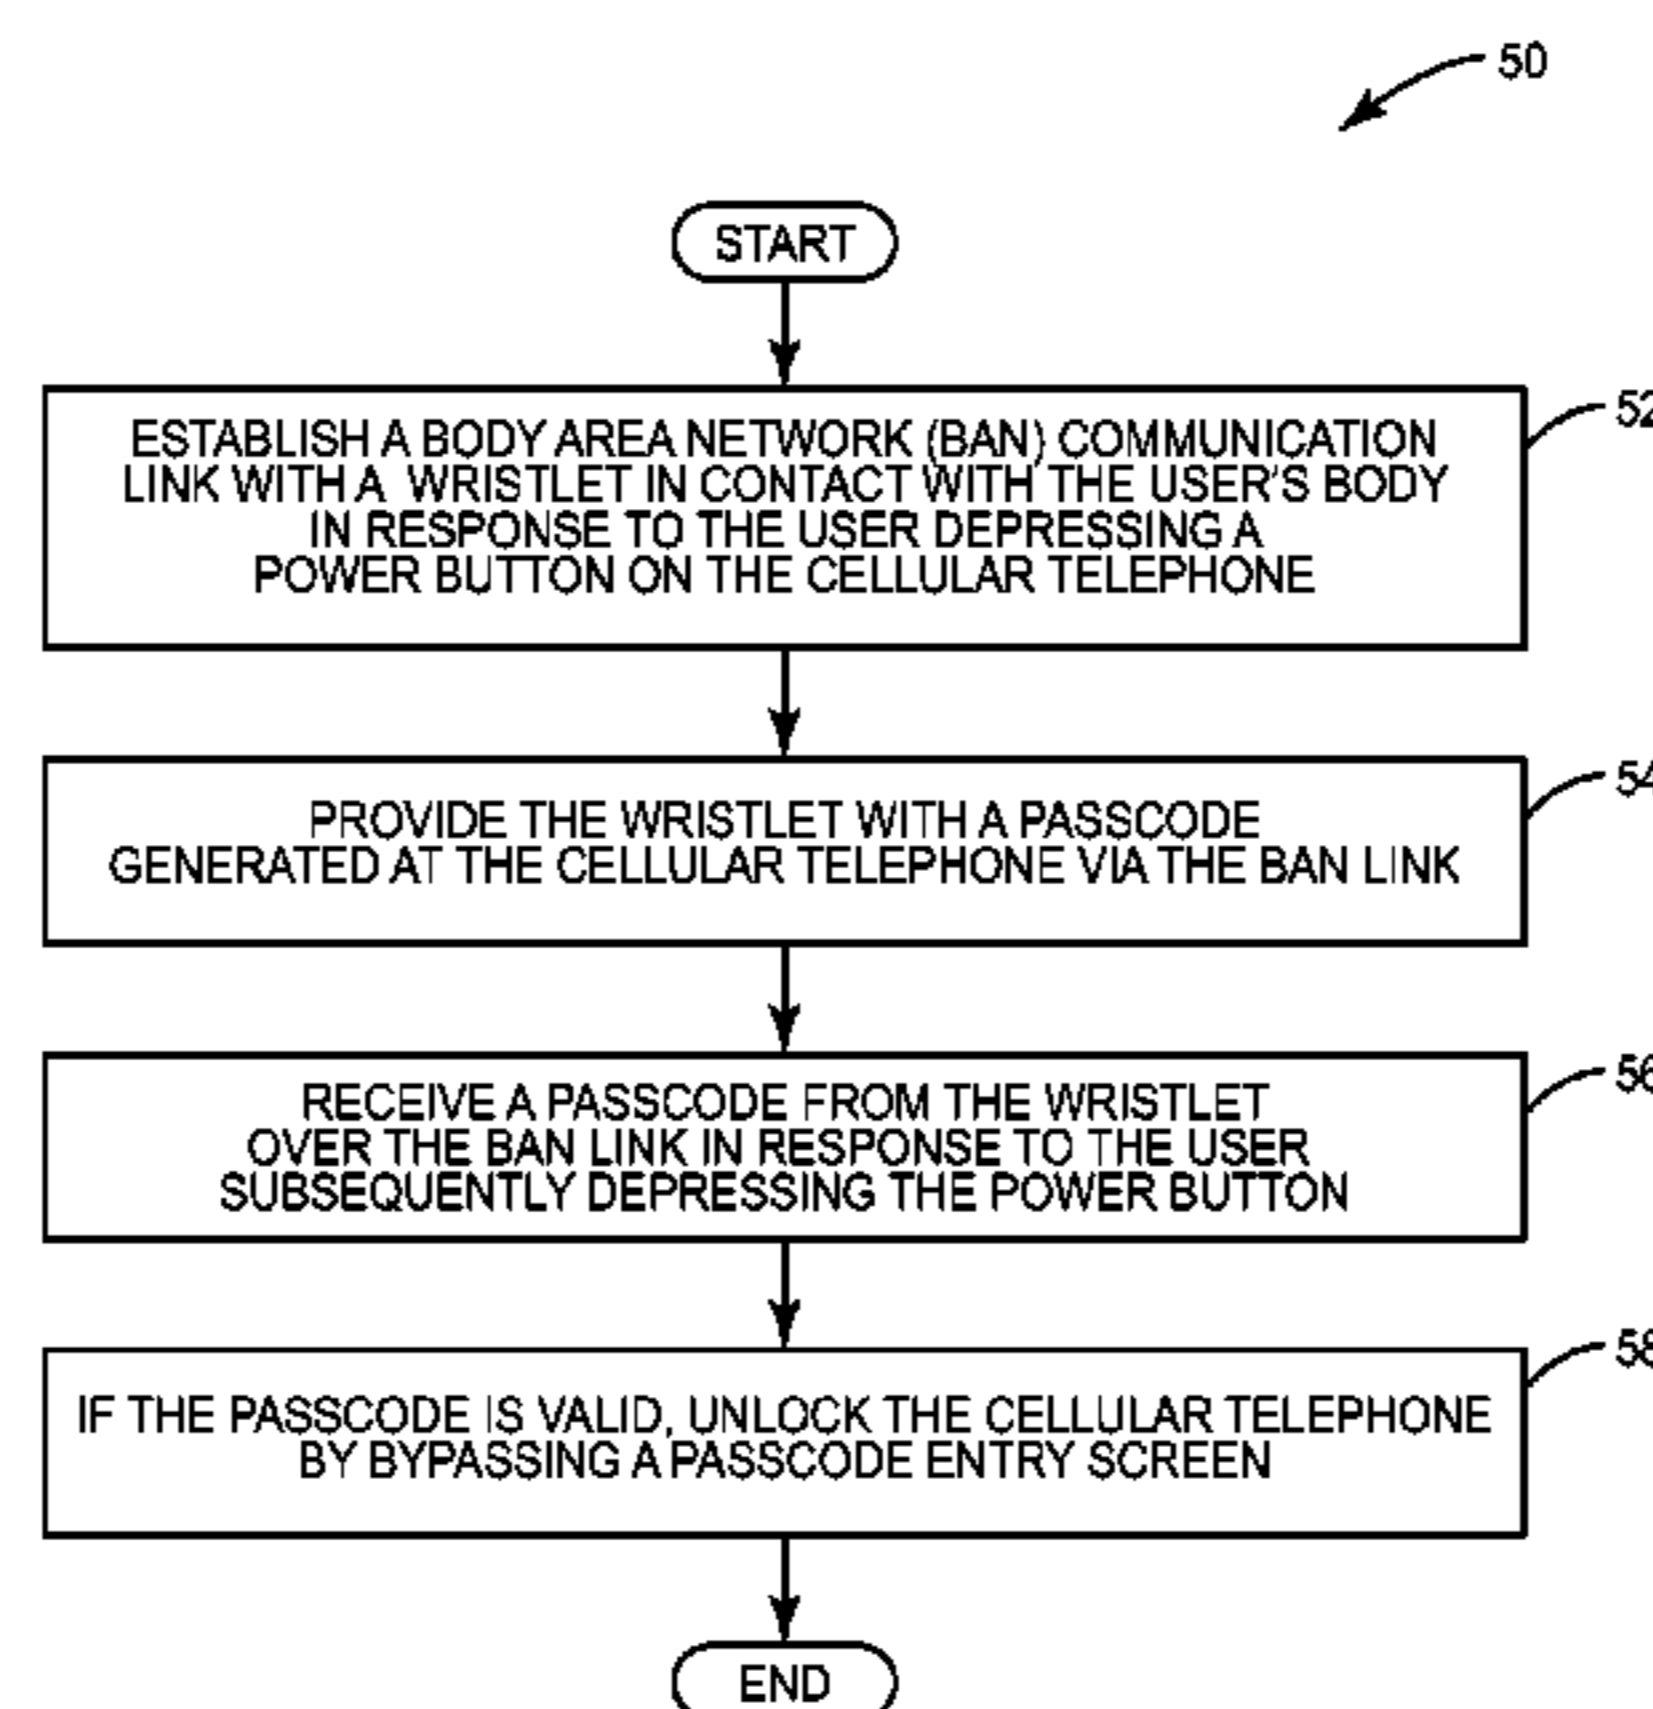 50
START
ESTABLISH A BODY AREA NETWORK (BAN) COMMUNICATION
LINK WITH A WRISTLET IN CONTACT WITH THE USER'S BODY
IN RESPONSE TO THE USER DEPRESSING A
POWER BUTTON ON THE CELLULAR TELEPHONE
52
PROVIDE THE WRISTLET WITH A PASSCODE
GENERATED AT THE CELLULAR TELEPHONE VIA THE BAN LINK
54
RECEIVE A PASSCODE FROM THE WRISTLET
OVER THE BAN LINK IN RESPONSE TO THE USER
SUBSEQUENTLY DEPRESSING THE POWER BUTTON
56
IF THE PASSCODE IS VALID, UNLOCK THE CELLULAR TELEPHONE
BY BYPASSING A PASSCODE ENTRY SCREEN
58
END